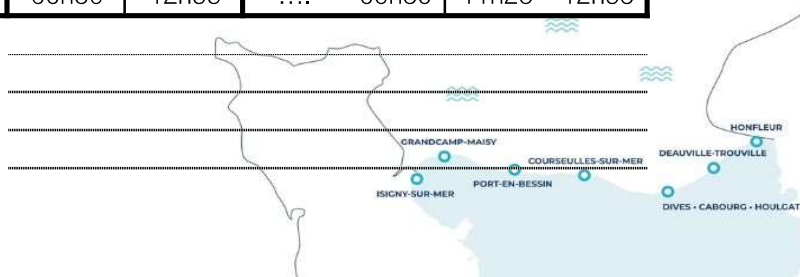 HONFLEUR
GRANDCAMP-MAISY
DEAUVILLE-TROUVILLE
COURSEULLES-SUR-MER
PORT-EN-BESSIN
ISIGNY-SUR-MER
DIVES • CABOURG • HOULGAT